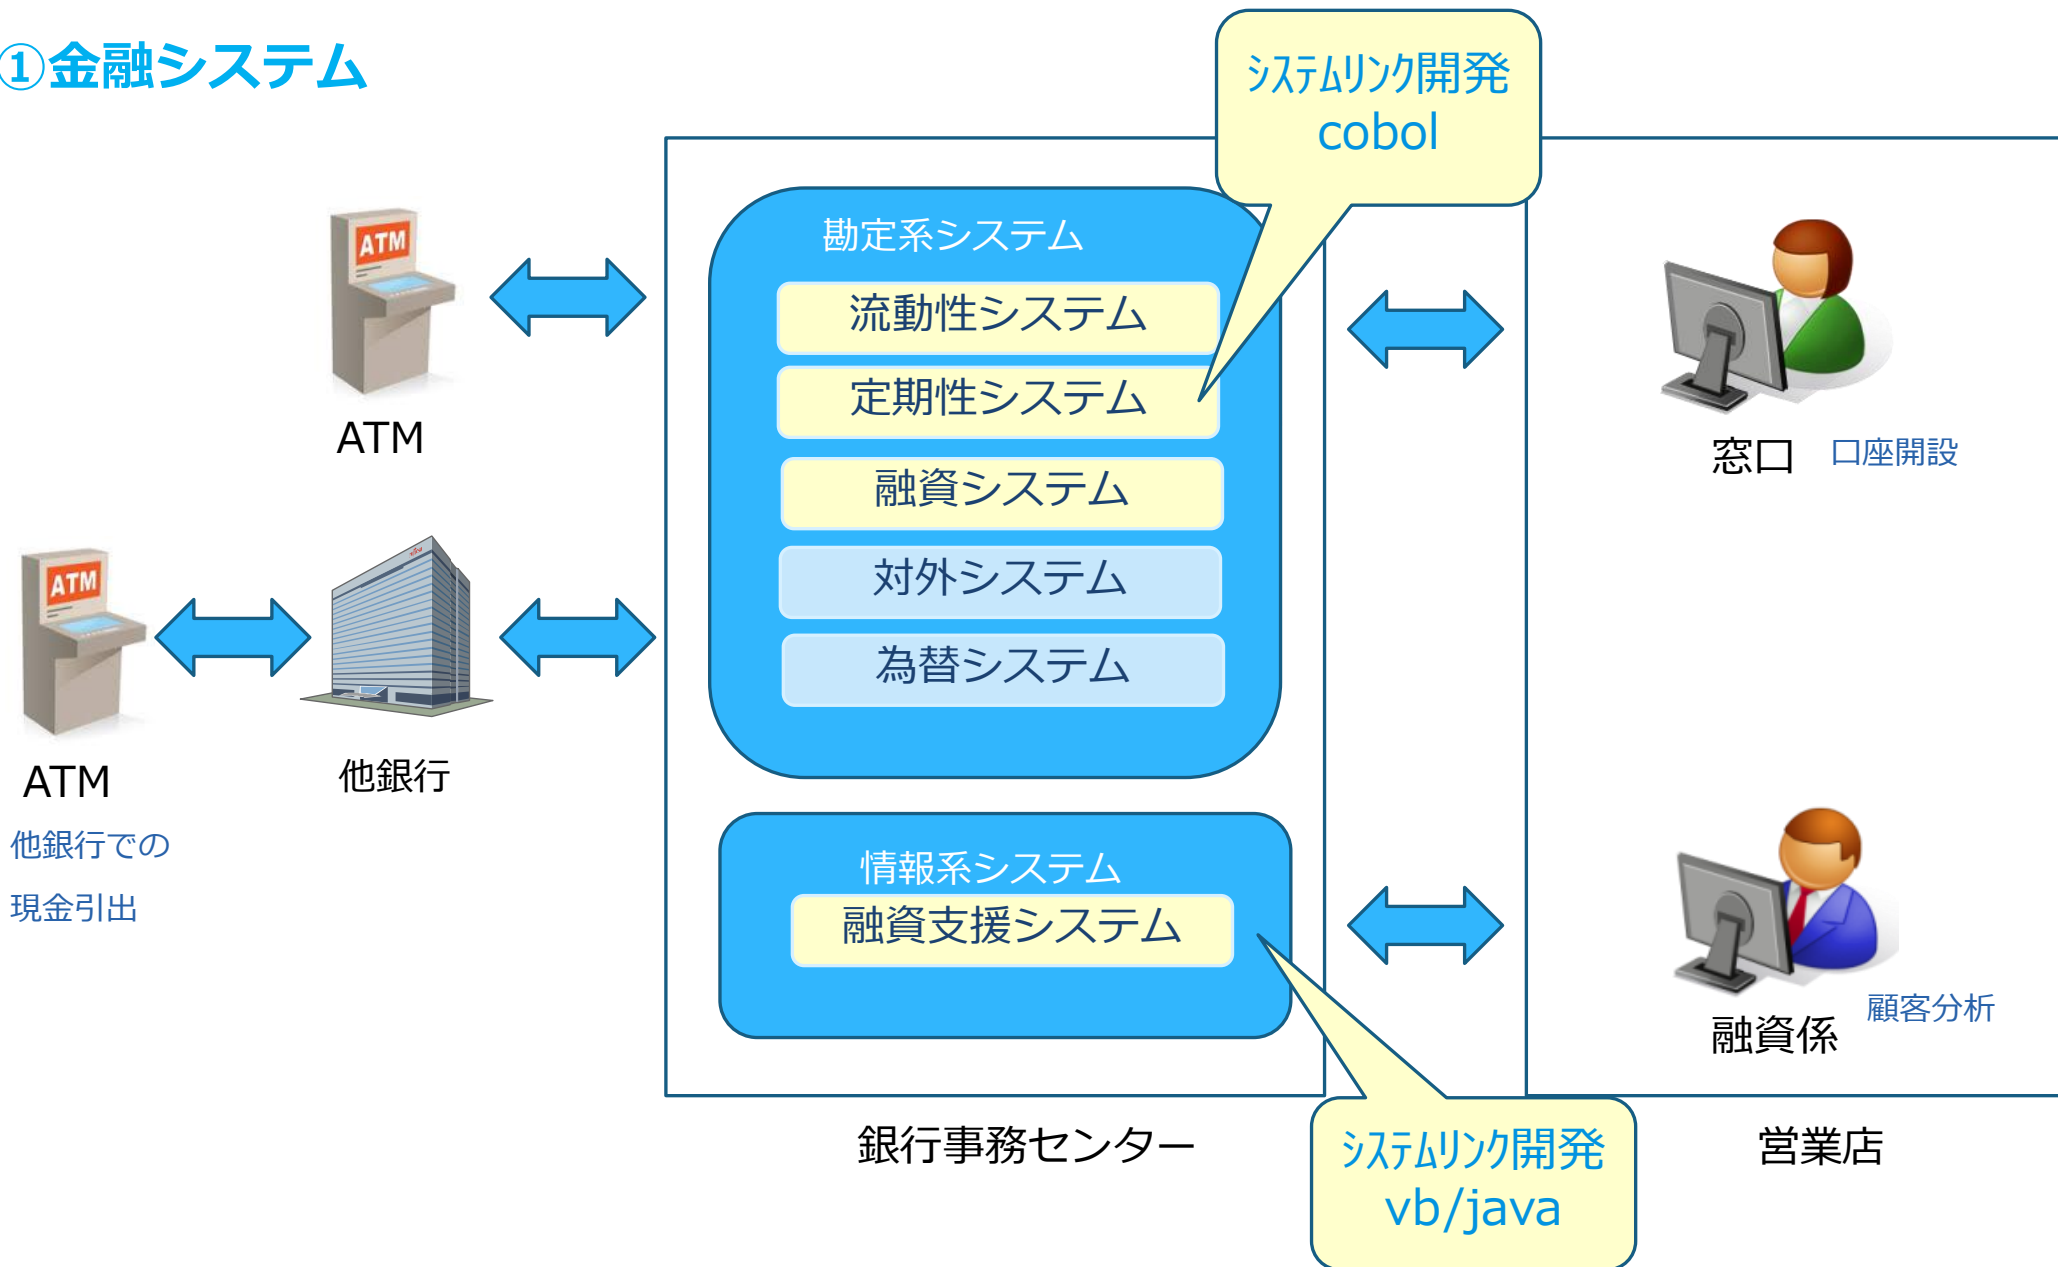 ①金融システム
ｼｽﾃﾑﾘﾝｸ開発
cobol
勘定系システム
流動性システム
定期性システム
融資システム
対外システム
為替システム
ATM
ATM
窓口
口座開設
ATM
ATM
他銀行での
現金引出
他銀行
情報系システム
融資支援システム
融資係
顧客分析
銀行事務センター
ｼｽﾃﾑﾘﾝｸ開発
vb/java
営業店